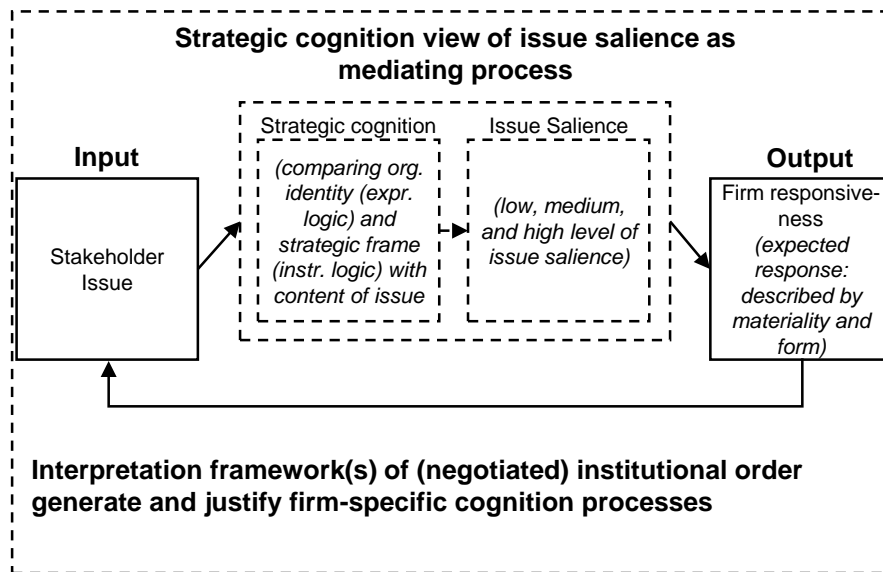 Strategic cognition view of issue salience as
mediating process
Strategic cognition
Issue Salience
Input
Output
Stakeholder
Issue
(comparing org.
identity (expr.
logic) and
strategic frame
(instr. logic) with
content of issue
(low, medium,
and high level of
issue salience)
Firm responsive-
ness
(expected
response:
described by
materiality and
form)
Interpretation framework(s) of (negotiated) institutional order
generate and justify firm-specific cognition processes